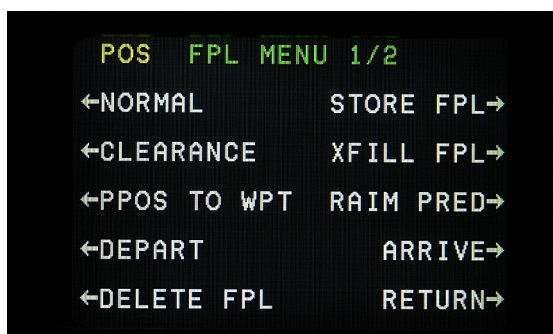 POS FPL MENU 1/2
←NORMAL STORE FPL→
←CLEARANCE XFILL FPL→
←PPOS TO WPT RAIM PRED→
←DEPART ARRIVE→
←DELETE FPL RETURN→